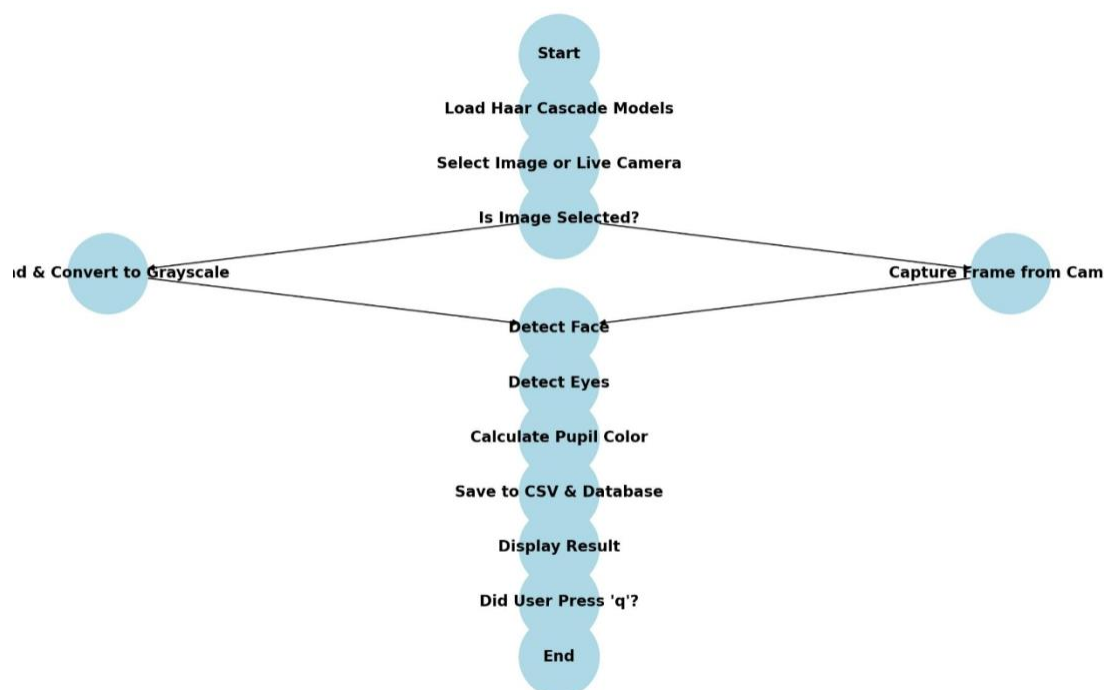 Start
Load Haar Cascade Models
Select Image or Live Camera
Is Image Selected?
& Convert to Grayscale
Capture Frame from
Detect Face
Detect Eyes
Calculate Pupil Color
Save to CSV & Database
Display Result
Did User Press 'q'?
End